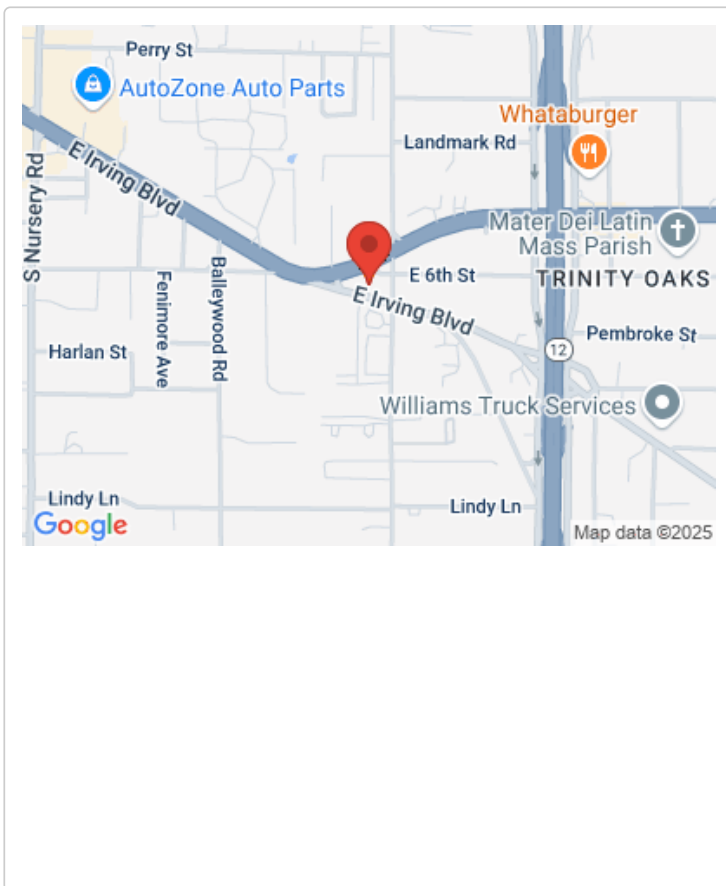 Perry St
AutoZone Auto Parts
Whataburger
Landmark Rd
E Irving Blvd
S Nursery Rd
Mater Dei Latin
Mass Parish
E 6th St
TRINITY OAKS
Balleywood Rd
Fenimore Ave
E Irving Blvd
Pembroke St
Harlan St
12
Williams Truck Services
Lindy Ln
Lindy Ln
Google
Map data ©2025